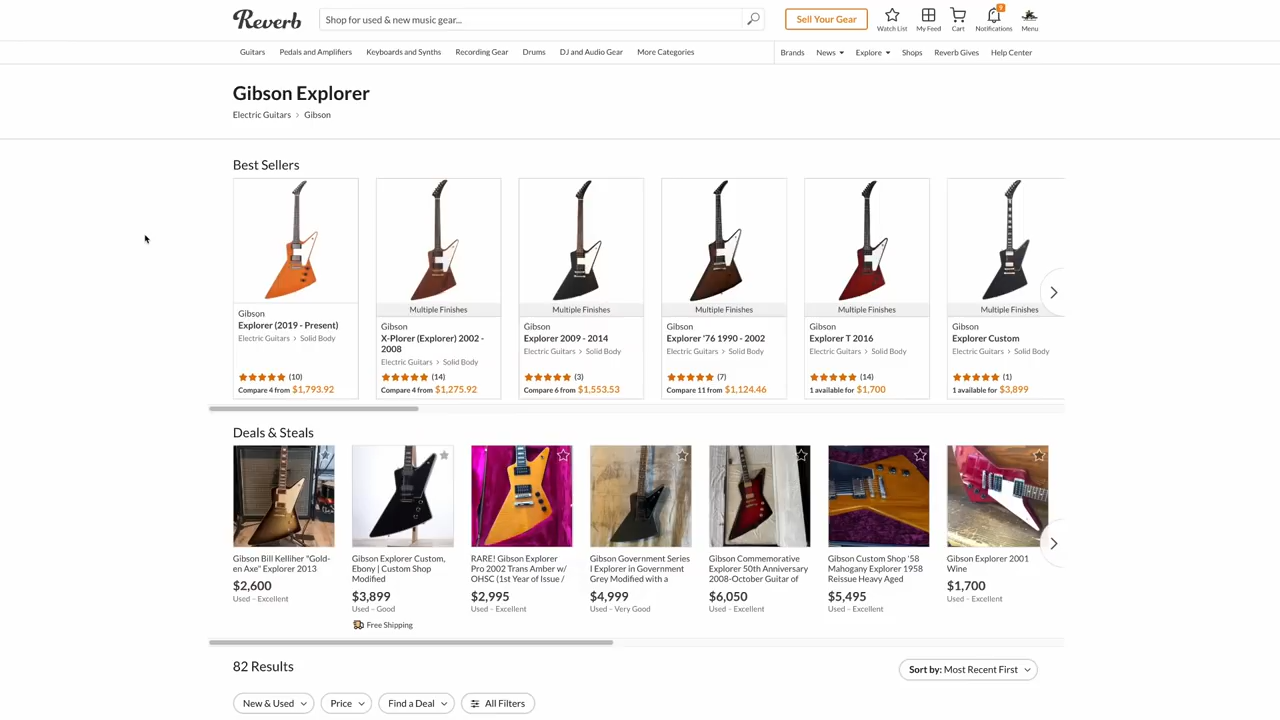 Reverb
Shop for used & new music gear...
Sell Your Gear
Watch List
My Feed
Cart
9
Notifications
Menu
Guitars
Pedals and Amplifiers
Keyboards and Synths
Recording Gear
Drums
DJ and Audio Gear
More Categories
Brands
News
Explore
Shops
Reverb Gives
Help Center
Gibson Explorer
Electric Guitars > Gibson
Best Sellers
Gibson
Explorer (2019 - Present)
Electric Guitars > Solid Body
(10)
Compare 4 from $1,793.92
Multiple Finishes
Gibson
X-Plorer (Explorer) 2002 -
2008
Electric Guitars > Solid Body
(14)
Compare 4 from $1,275.92
Multiple Finishes
Gibson
Explorer 2009 - 2014
Electric Guitars > Solid Body
(3)
Compare 6 from $1,553.53
Multiple Finishes
Gibson
Explorer '76 1990 - 2002
Electric Guitars > Solid Body
(7)
Compare 11 from $1,124.46
Multiple Finishes
Gibson
Explorer T 2016
Electric Guitars > Solid Body
(14)
1 available for $1,700
Multiple Finishes
Gibson
Explorer Custom
Electric Guitars > Solid Body
(1)
1 available for $3,899
Deals & Steals
Gibson Bill Kelliher "Gold-
en Axe" Explorer 2013
$2,600
Used – Excellent
Gibson Explorer Custom,
Ebony | Custom Shop
Modified
$3,899
Used – Good
Free Shipping
RARE! Gibson Explorer
Pro 2002 Trans Amber w/
OHSC (1st Year of Issue /
$2,995
Used – Excellent
Gibson Government Series
I Explorer in Government
Grey Modified with a
$4,999
Used – Very Good
Gibson Commemorative
Explorer 50th Anniversary
2008-October Guitar of
$6,050
Used – Excellent
Gibson Custom Shop '58
Mahogany Explorer 1958
Reissue Heavy Aged
$5,495
Used – Excellent
Gibson Explorer 2001
Wine
$1,700
Used – Excellent
82 Results
Sort by: Most Recent First
New & Used
Price
Find a Deal
All Filters